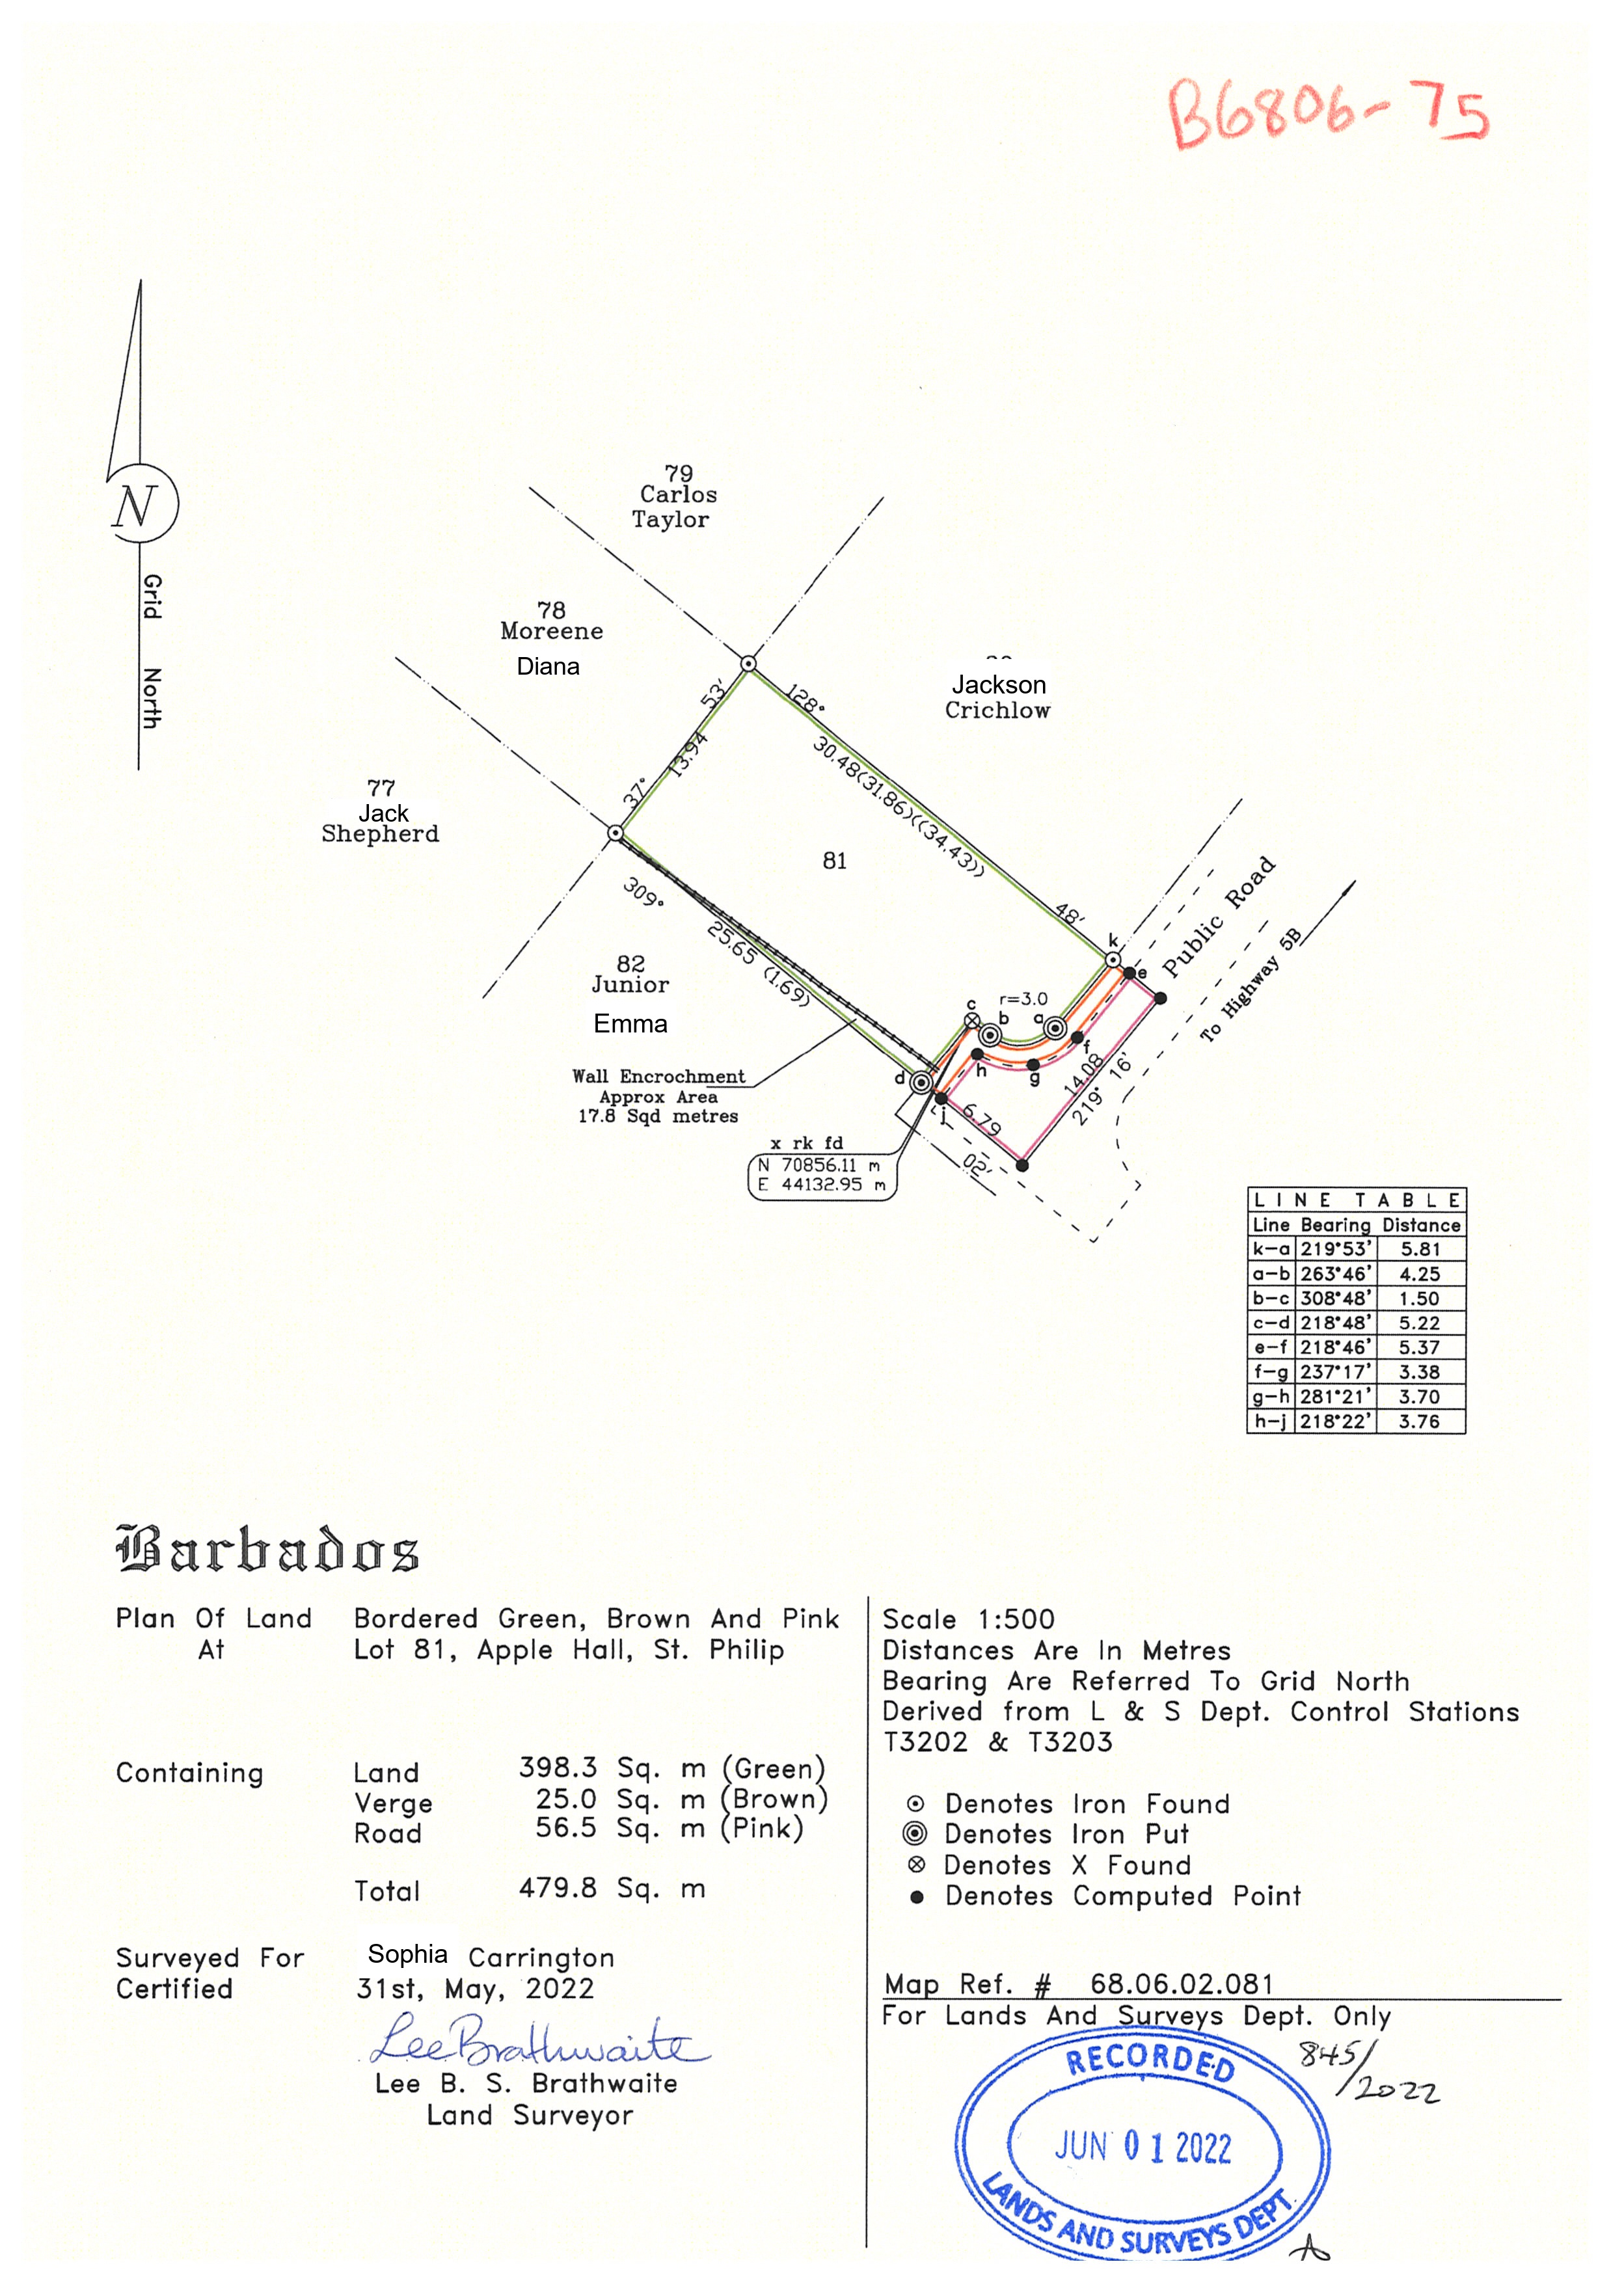 B6806-75
N
Grid North
79
Carlos
Taylor
78
Moreene
Diana
Jackson
Crichlow
77
Jack
Shepherd
53'
13.94
37°
128°
30.48(31.86)((34.43))
48'
81
309°
25.65 (1.69)
82
Junior
Emma
Wall Encrochment
Approx Area
17.8 Sqd metres
k
e
c
r=3.0
b
a
f
g
h
d
j
Public Road
To Highway 5B
14.08
219° 16'
6.79
02'
x rk fd
N 70856.11 m
E 44132.95 m
LINE TABLE
Line Bearing Distance
k-a 219°53' 5.81
a-b 263°46' 4.25
b-c 308°48' 1.50
c-d 218°48' 5.22
e-f 218°46' 5.37
f-g 237°17' 3.38
g-h 281°21' 3.70
h-j 218°22' 3.76
Barbados
Plan Of Land Bordered Green, Brown And Pink
At Lot 81, Apple Hall, St. Philip
Containing Land 398.3 Sq. m (Green)
Verge 25.0 Sq. m (Brown)
Road 56.5 Sq. m (Pink)
Total 479.8 Sq. m
Surveyed For Sophia Carrington
Certified 31st, May, 2022
Lee Brathwaite
Lee B. S. Brathwaite
Land Surveyor
Scale 1:500
Distances Are In Metres
Bearing Are Referred To Grid North
Derived from L & S Dept. Control Stations
T3202 & T3203
Denotes Iron Found
Denotes Iron Put
Denotes X Found
Denotes Computed Point
Map Ref. # 68.06.02.081
For Lands And Surveys Dept. Only
845/2022
RECORDED
JUN 01 2022
LANDS AND SURVEYS DEPT.